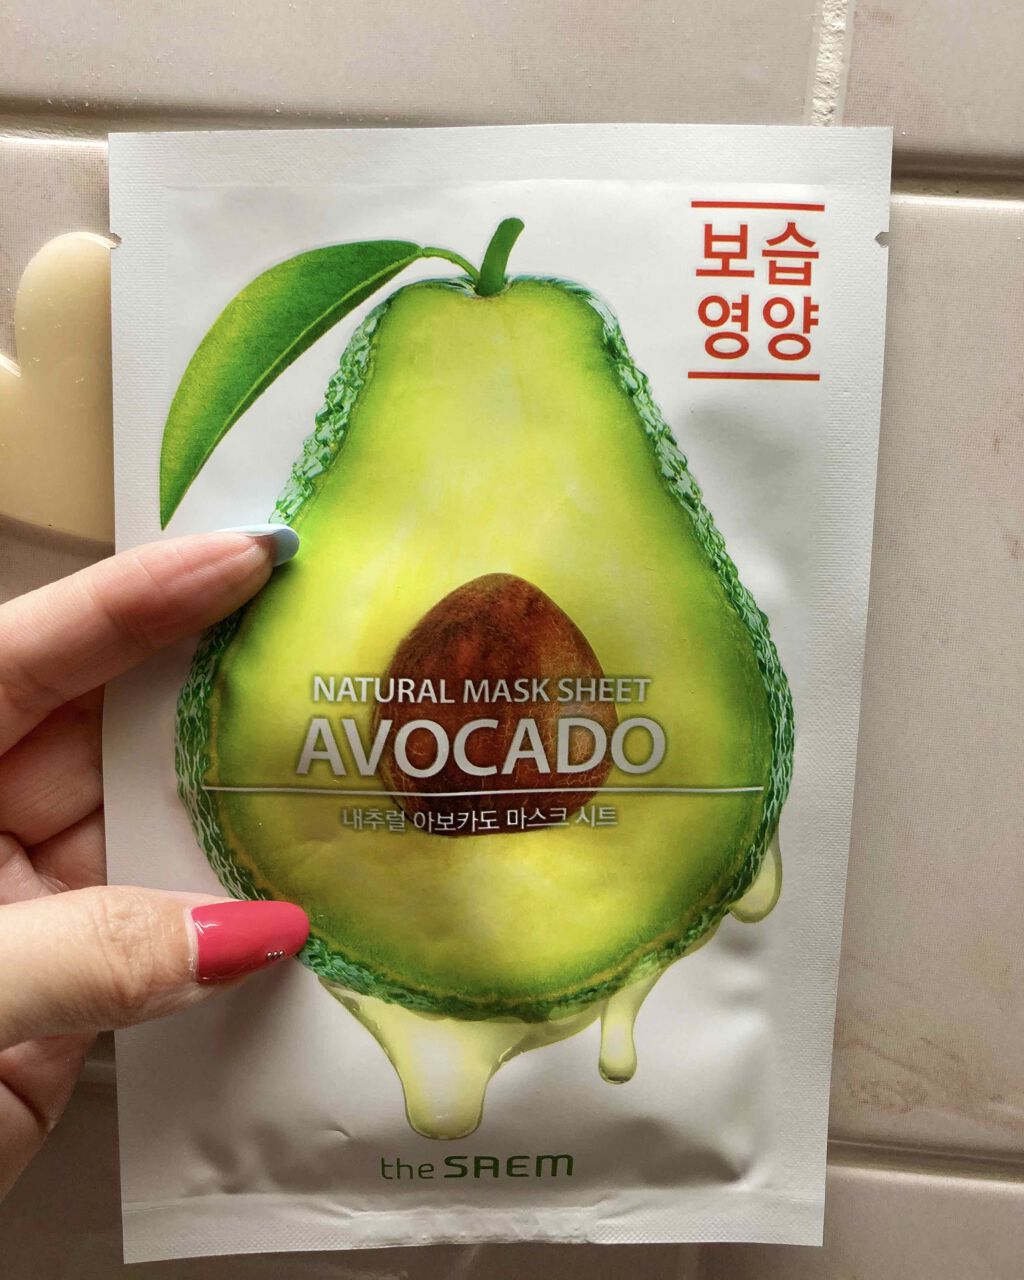 보습
영양
NATURAL MASK SHEET
AVOCADO
내추럴 아보카도 마스크 시트
the SAEM